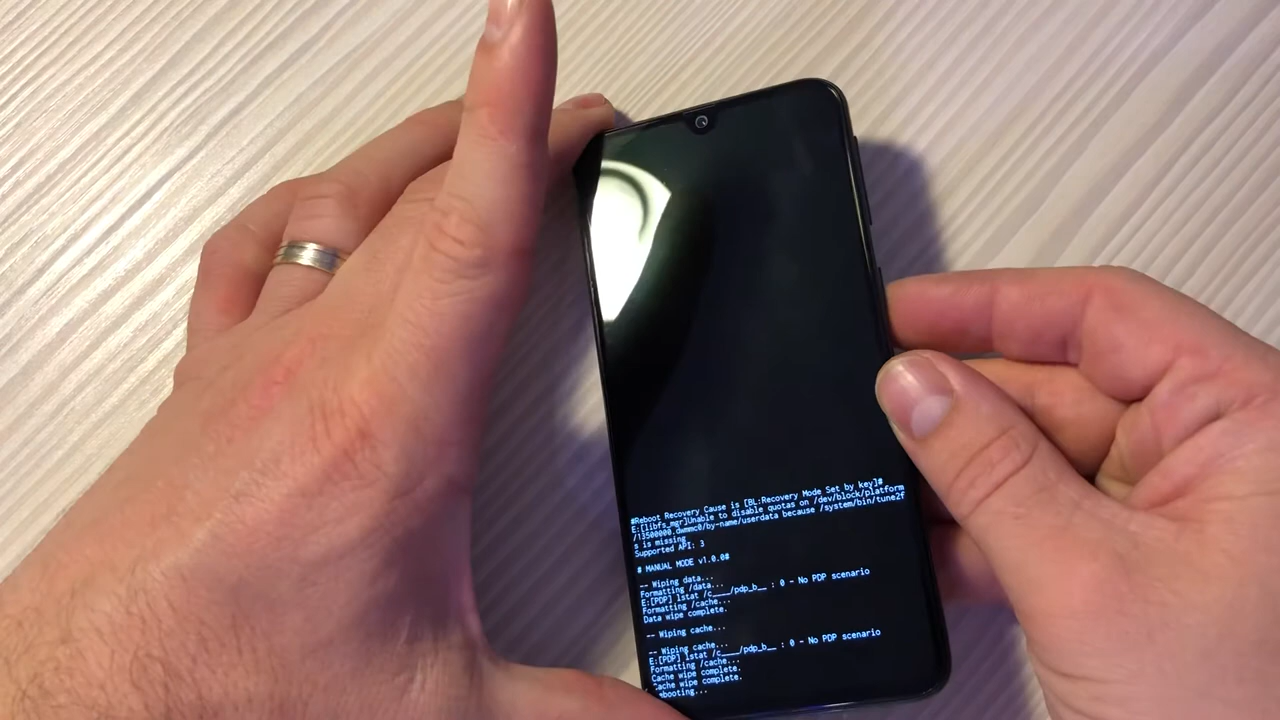 #Reboot Recovery Cause is [BL:Recovery Mode Set by key]#
E:[libfs_mgr]Unable to disable quotas on /dev/block/platform
/13500000.dwmmc0/by-name/userdata because /system/bin/tune2f
s is missing
Supported API: 3
# MANUAL MODE v1.0.0#
-- Wiping data...
Formatting /data...
E:[PDP] lstat /c____/pdp_b__ : 0 - No PDP scenario
Formatting /cache...
Data wipe complete.
-- Wiping cache...
-- Wiping cache...
E:[PDP] lstat /c____/pdp_b__ : 0 - No PDP scenario
Formatting /cache...
Cache wipe complete.
ache wipe complete.
ebooting...